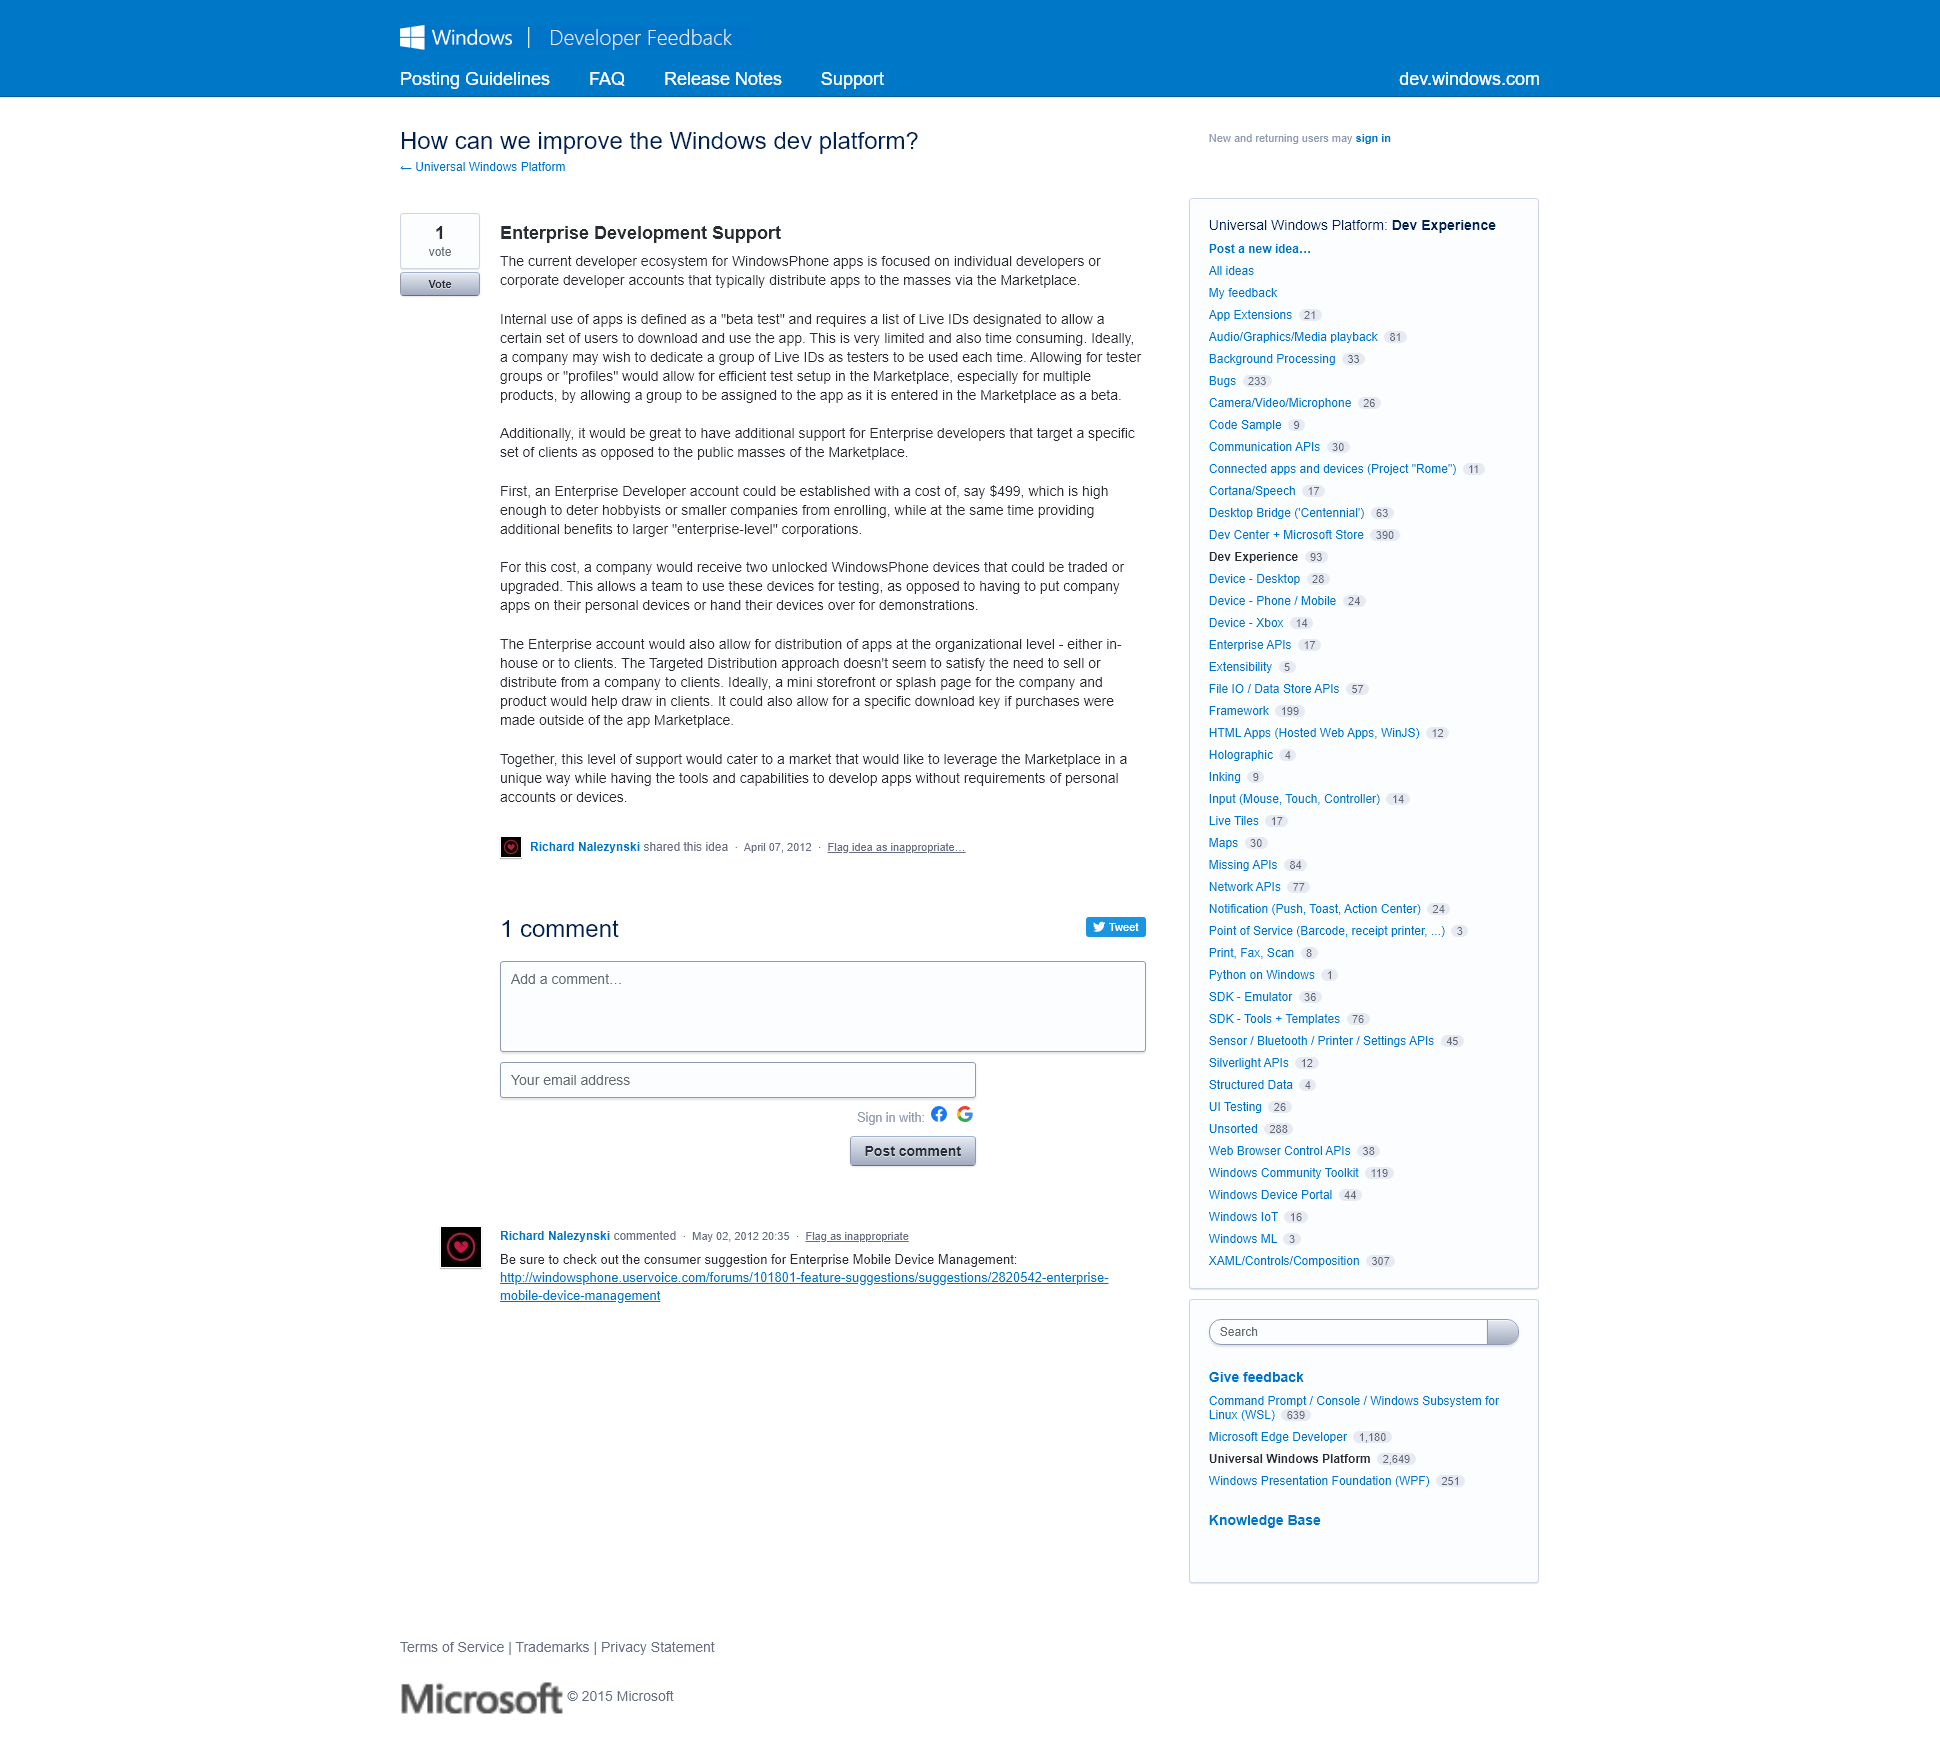 Windows | Developer Feedback
Posting Guidelines FAQ Release Notes Support dev.windows.com
How can we improve the Windows dev platform?
← Universal Windows Platform
New and returning users may sign in
1
vote
Vote
Enterprise Development Support
The current developer ecosystem for WindowsPhone apps is focused on individual developers or
corporate developer accounts that typically distribute apps to the masses via the Marketplace.
Internal use of apps is defined as a "beta test" and requires a list of Live IDs designated to allow a
certain set of users to download and use the app. This is very limited and also time consuming. Ideally,
a company may wish to dedicate a group of Live IDs as testers to be used each time. Allowing for tester
groups or "profiles" would allow for efficient test setup in the Marketplace, especially for multiple
products, by allowing a group to be assigned to the app as it is entered in the Marketplace as a beta.
Additionally, it would be great to have additional support for Enterprise developers that target a specific
set of clients as opposed to the public masses of the Marketplace.
First, an Enterprise Developer account could be established with a cost of, say $499, which is high
enough to deter hobbyists or smaller companies from enrolling, while at the same time providing
additional benefits to larger "enterprise-level" corporations.
For this cost, a company would receive two unlocked WindowsPhone devices that could be traded or
upgraded. This allows a team to use these devices for testing, as opposed to having to put company
apps on their personal devices or hand their devices over for demonstrations.
The Enterprise account would also allow for distribution of apps at the organizational level - either in-
house or to clients. The Targeted Distribution approach doesn't seem to satisfy the need to sell or
distribute from a company to clients. Ideally, a mini storefront or splash page for the company and
product would help draw in clients. It could also allow for a specific download key if purchases were
made outside of the app Marketplace.
Together, this level of support would cater to a market that would like to leverage the Marketplace in a
unique way while having the tools and capabilities to develop apps without requirements of personal
accounts or devices.
Richard Nalezynski shared this idea · April 07, 2012 · Flag idea as inappropriate…
1 comment
Tweet
Add a comment…
Your email address
Sign in with:
Post comment
Richard Nalezynski commented · May 02, 2012 20:35 · Flag as inappropriate
Be sure to check out the consumer suggestion for Enterprise Mobile Device Management:
http://windowsphone.uservoice.com/forums/101801-feature-suggestions/suggestions/2820542-enterprise-
mobile-device-management
Universal Windows Platform: Dev Experience
Post a new idea…
All ideas
My feedback
App Extensions 21
Audio/Graphics/Media playback 81
Background Processing 33
Bugs 233
Camera/Video/Microphone 26
Code Sample 9
Communication APIs 30
Connected apps and devices (Project "Rome") 11
Cortana/Speech 17
Desktop Bridge ('Centennial') 63
Dev Center + Microsoft Store 390
Dev Experience 93
Device - Desktop 28
Device - Phone / Mobile 24
Device - Xbox 14
Enterprise APIs 17
Extensibility 5
File IO / Data Store APIs 57
Framework 199
HTML Apps (Hosted Web Apps, WinJS) 12
Holographic 4
Inking 9
Input (Mouse, Touch, Controller) 14
Live Tiles 17
Maps 30
Missing APIs 84
Network APIs 77
Notification (Push, Toast, Action Center) 24
Point of Service (Barcode, receipt printer, ...) 3
Print, Fax, Scan 8
Python on Windows 1
SDK - Emulator 36
SDK - Tools + Templates 76
Sensor / Bluetooth / Printer / Settings APIs 45
Silverlight APIs 12
Structured Data 4
UI Testing 26
Unsorted 288
Web Browser Control APIs 38
Windows Community Toolkit 119
Windows Device Portal 44
Windows IoT 16
Windows ML 3
XAML/Controls/Composition 307
Search
Give feedback
Command Prompt / Console / Windows Subsystem for
Linux (WSL) 639
Microsoft Edge Developer 1,180
Universal Windows Platform 2,649
Windows Presentation Foundation (WPF) 251
Knowledge Base
Terms of Service | Trademarks | Privacy Statement
Microsoft © 2015 Microsoft